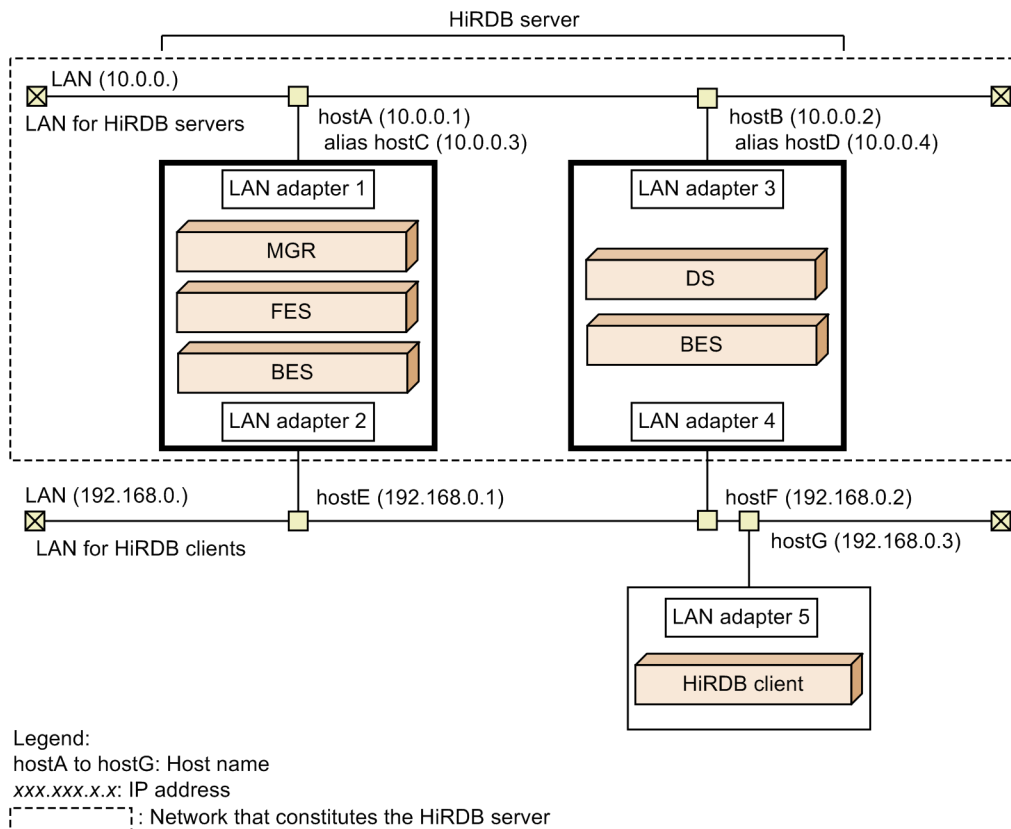 HiRDB server
LAN (10.0.0.)
LAN for HiRDB servers
hostA (10.0.0.1)
alias hostC (10.0.0.3)
hostB (10.0.0.2)
alias hostD (10.0.0.4)
LAN adapter 1
MGR
FES
BES
LAN adapter 2
LAN adapter 3
DS
BES
LAN adapter 4
LAN (192.168.0.)
LAN for HiRDB clients
hostE (192.168.0.1)
hostF (192.168.0.2)
hostG (192.168.0.3)
LAN adapter 5
HiRDB client
Legend:
hostA to hostG: Host name
xxx.xxx.x.x: IP address
: Network that constitutes the HiRDB server